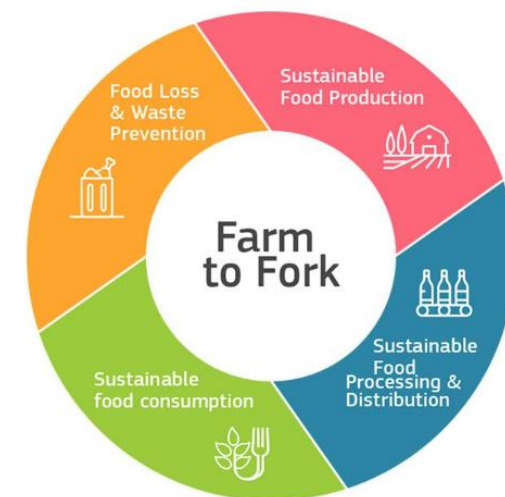 Farm
to Fork
Sustainable
Food Production
Sustainable
Food
Processing &
Distribution
Sustainable
food consumption
Food Loss
& Waste
Prevention